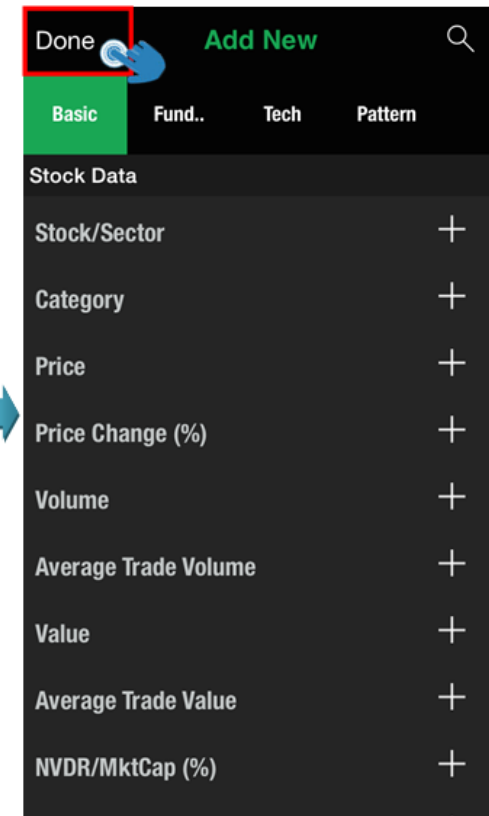 Done Add New
Basic Fund.. Tech Pattern
Stock Data
Stock/Sector
Category
Price
Price Change (%)
Volume
Average Trade Volume
Value
Average Trade Value
NVDR/MktCap (%)